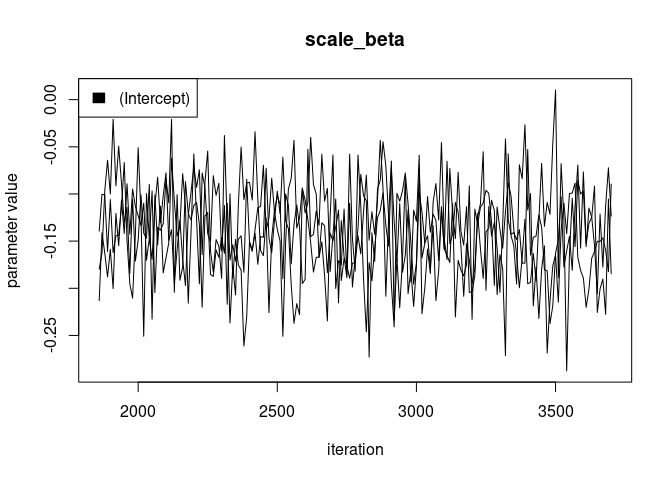 scale_beta
(Intercept)
parameter value
0.00
-0.05
-0.15
-0.25
2000
2500
3000
3500
iteration